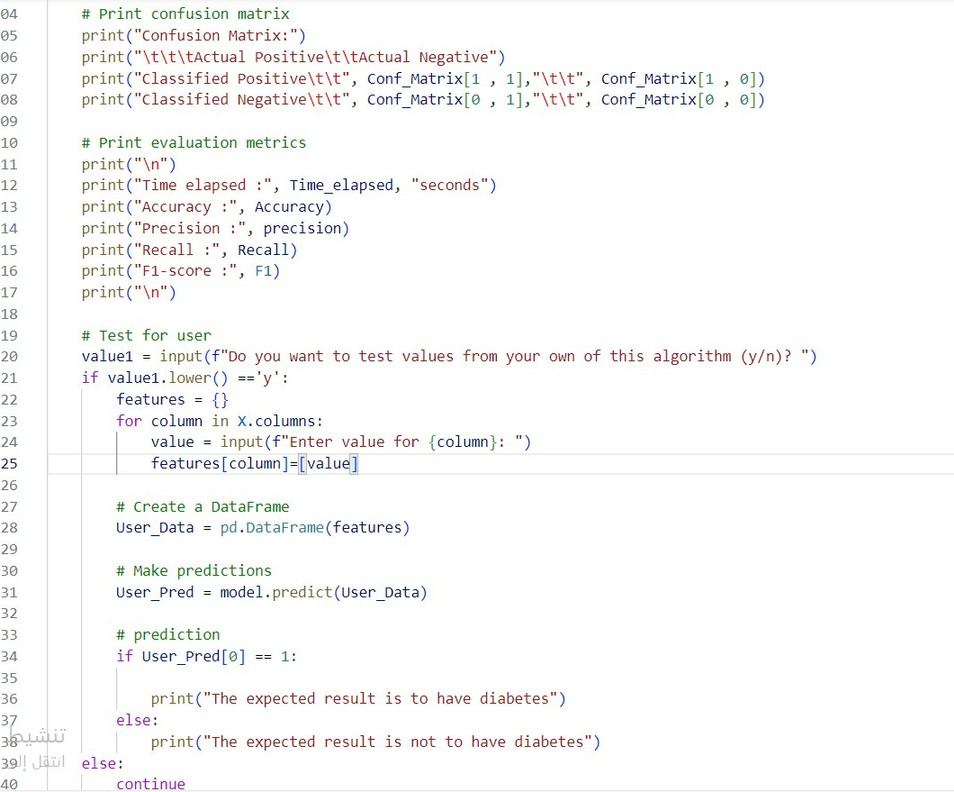 04 # Print confusion matrix
05 print("Confusion Matrix:")
06 print("\t\t\tActual Positive\t\tActual Negative")
07 print("Classified Positive\t\t", Conf_Matrix[1 , 1],"\t\t", Conf_Matrix[1 , 0])
08 print("Classified Negative\t\t", Conf_Matrix[0 , 1],"\t\t", Conf_Matrix[0 , 0])
09
10 # Print evaluation metrics
11 print("\n")
12 print("Time elapsed :", Time_elapsed, "seconds")
13 print("Accuracy :", Accuracy)
14 print("Precision :", precision)
15 print("Recall :", Recall)
16 print("F1-score :", F1)
17 print("\n")
18
19 # Test for user
20 value1 = input(f"Do you want to test values from your own of this algorithm (y/n)? ")
21 if value1.lower() =='y':
22 features = {}
23 for column in X.columns:
24 value = input(f"Enter value for {column}: ")
25 features[column]=[value]
26
27 # Create a DataFrame
28 User_Data = pd.DataFrame(features)
29
30 # Make predictions
31 User_Pred = model.predict(User_Data)
32
33 # prediction
34 if User_Pred[0] == 1:
35
36 print("The expected result is to have diabetes")
37 else:
تنشيط
38 print("The expected result is not to have diabetes")
انتقل إلى
39 else:
40 continue